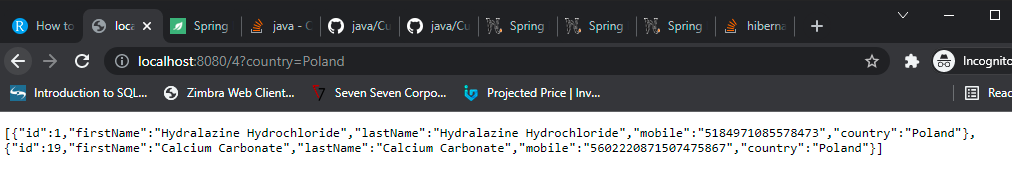 How to
loca
Spring
java - C
java/Cu
java/Cu
Spring
Spring
Spring
hiberna
localhost:8080/4?country=Poland
Incognito
Introduction to SQL...
Zimbra Web Client...
Seven Seven Corpo...
Projected Price | Inv...
Read
[{"id":1,"firstName":"Hydralazine Hydrochloride","lastName":"Hydralazine Hydrochloride","mobile":"5184971085578473","country":"Poland"},
{"id":19,"firstName":"Calcium Carbonate","lastName":"Calcium Carbonate","mobile":"5602220871507475867","country":"Poland"}]